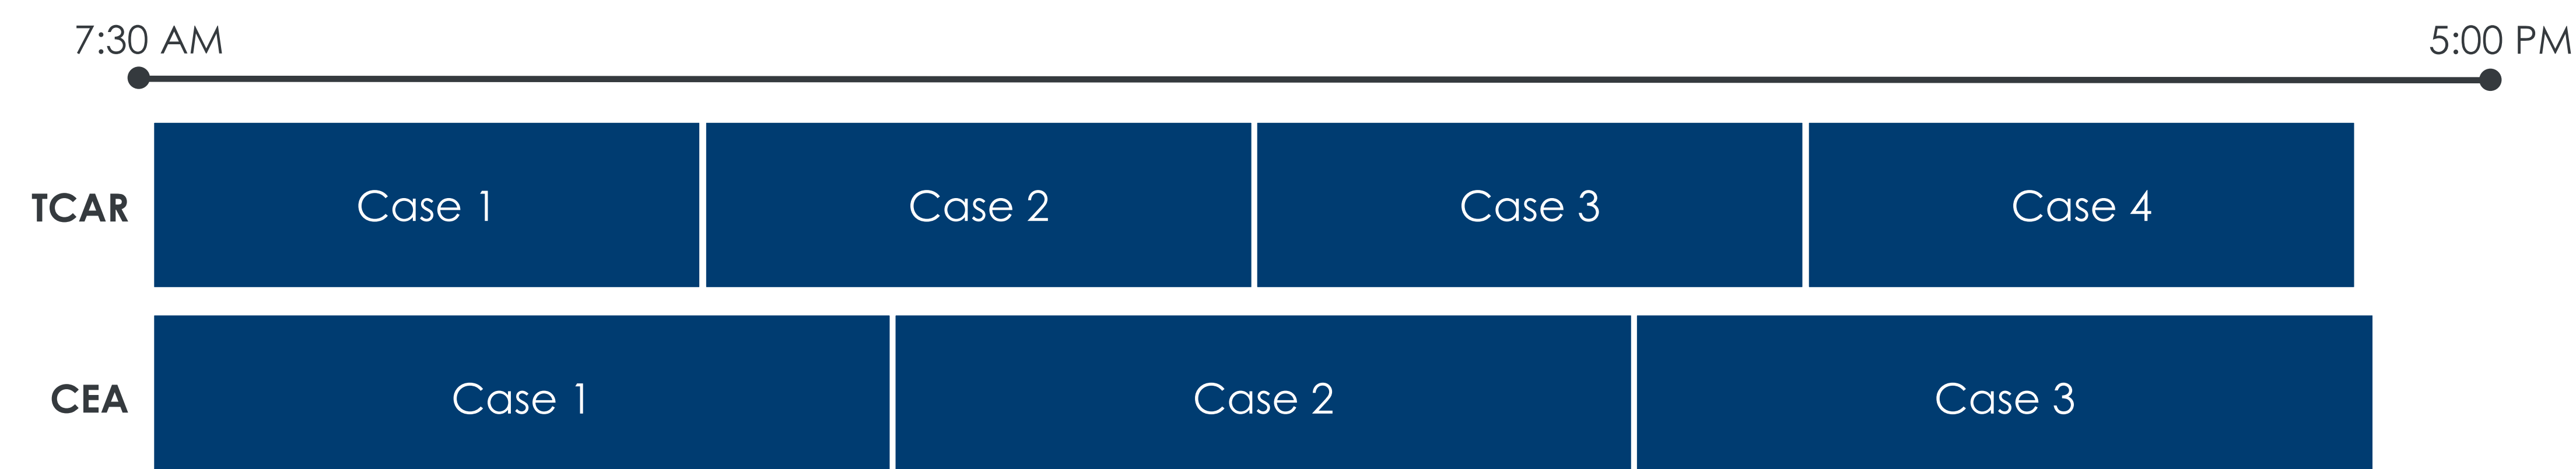 7:30 AM 5:00 PM
TCAR Case 1 Case 2 Case 3 Case 4
CEA Case 1 Case 2 Case 3